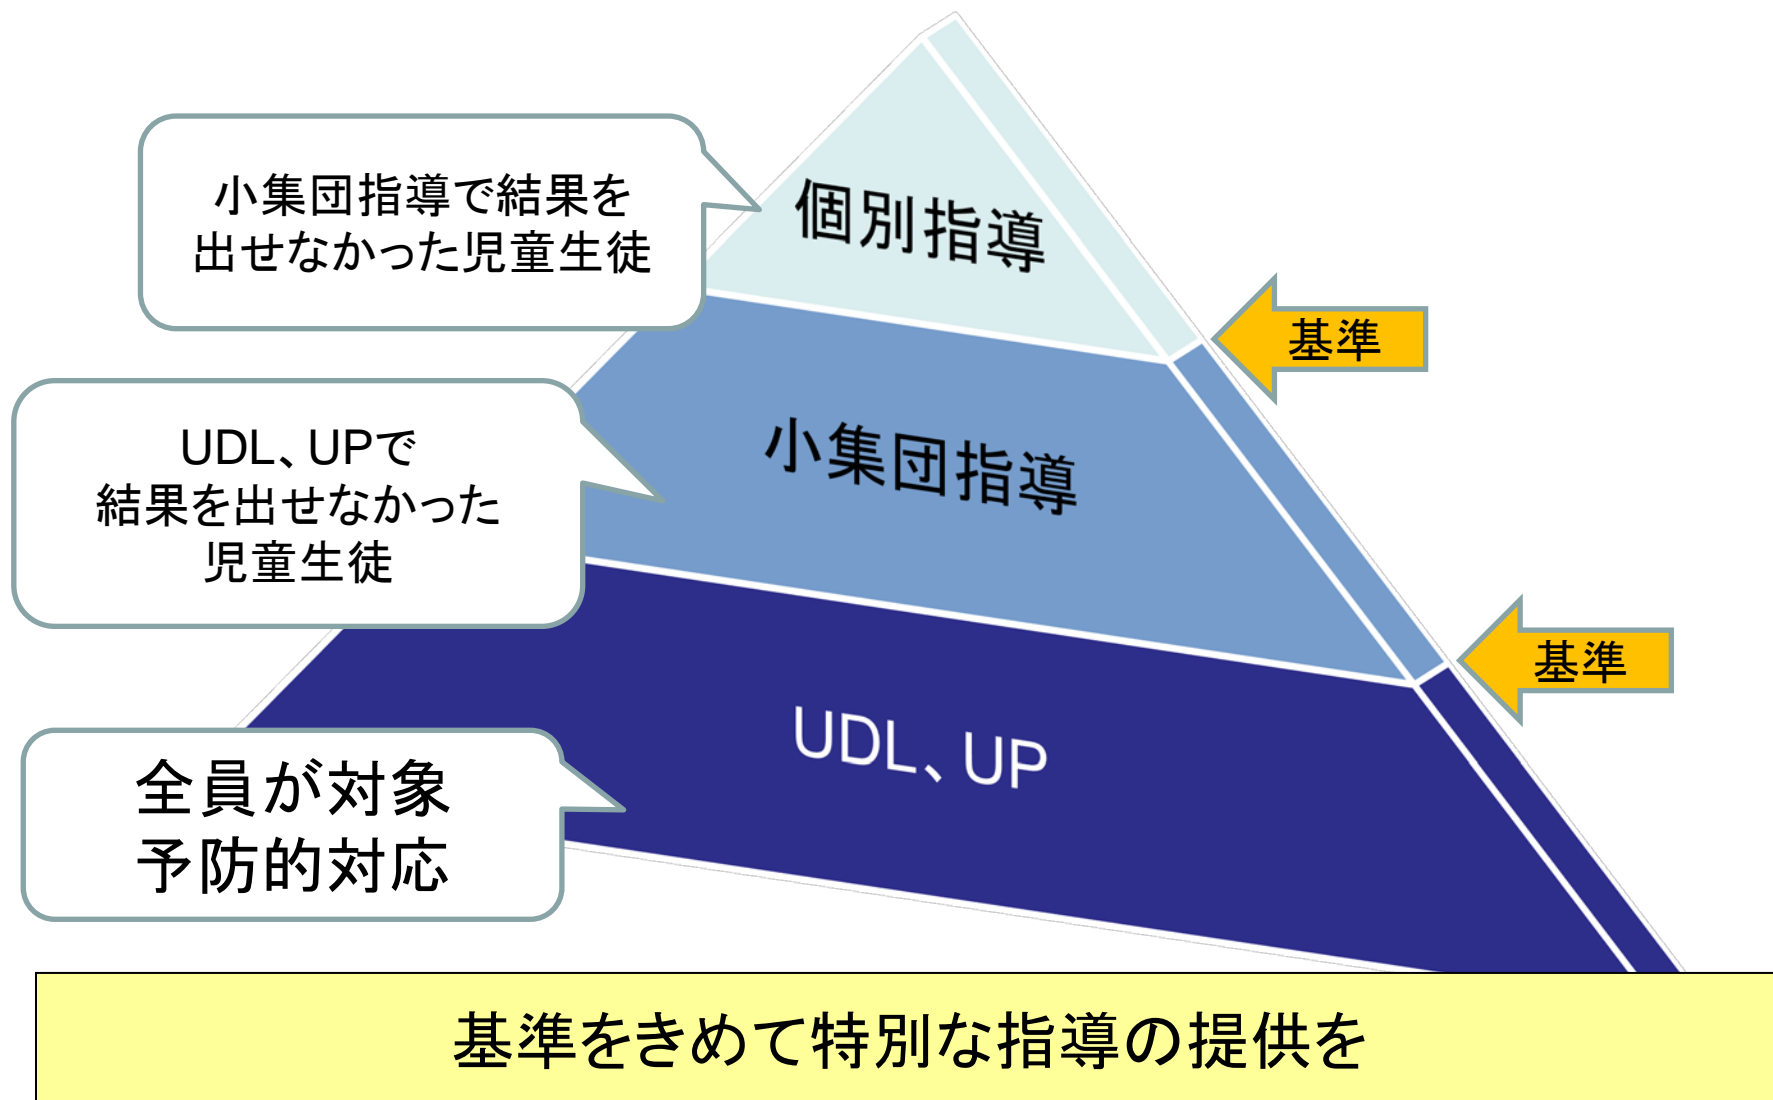 小集団指導で結果を
出せなかった児童生徒
個別指導
基準
UDL、UPで
結果を出せなかった
児童生徒
小集団指導
基準
全員が対象
予防的対応
UDL、UP
基準をきめて特別な指導の提供を